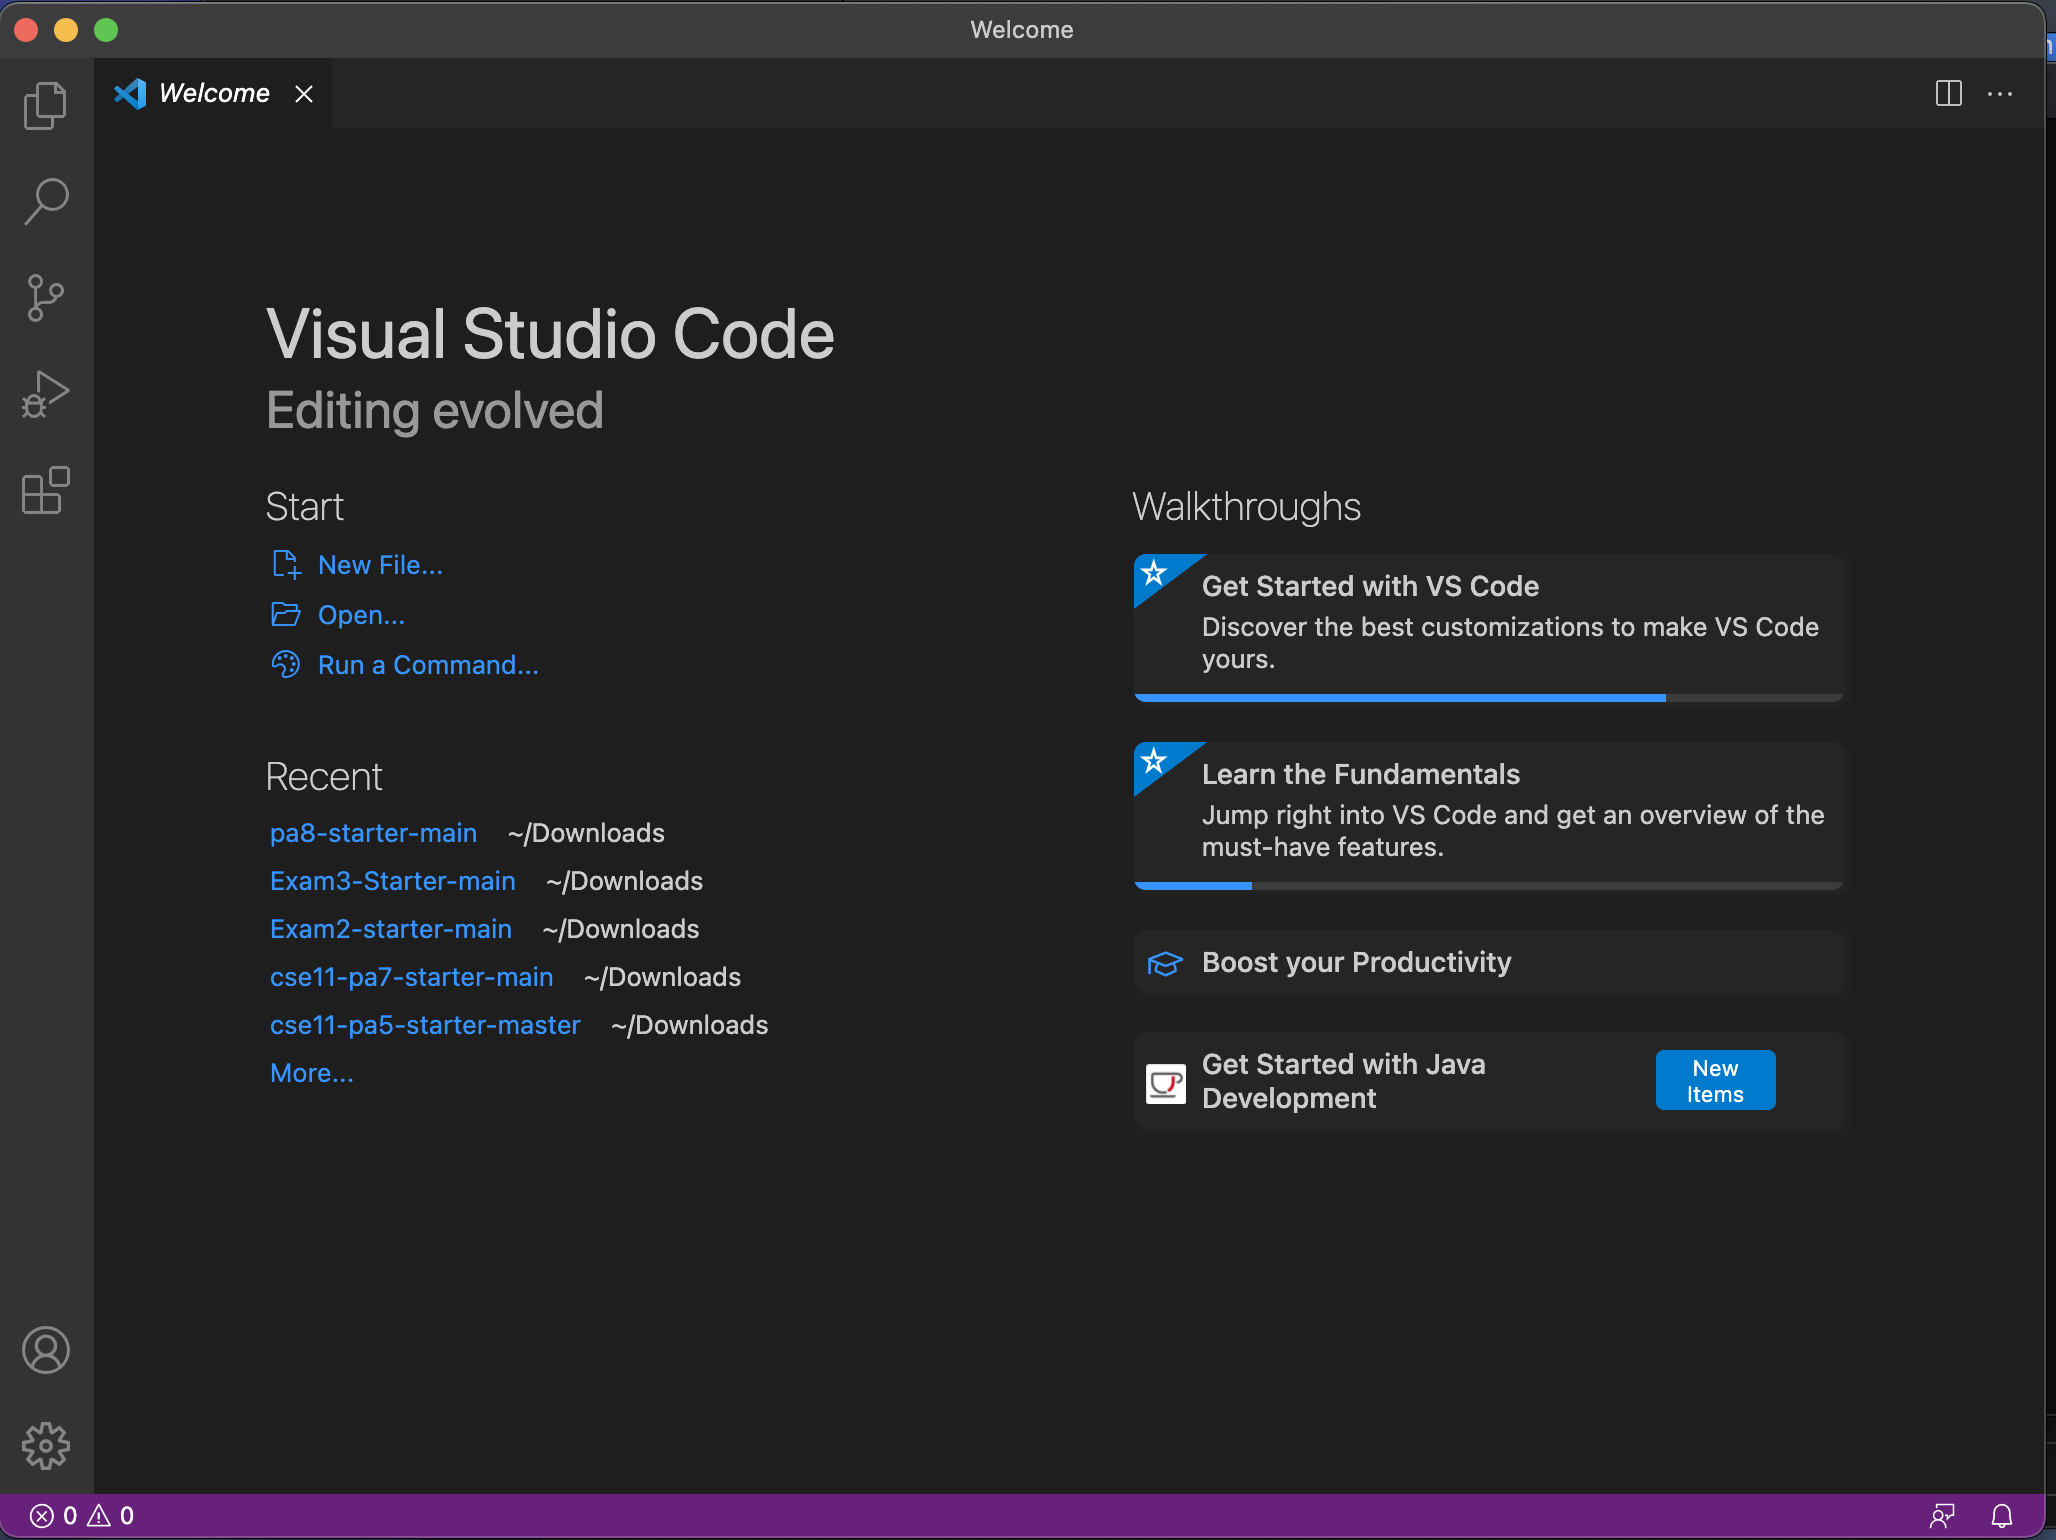 Welcome
Welcome
Visual Studio Code
Editing evolved
Start
New File...
Open...
Run a Command...
Recent
pa8-starter-main ~/Downloads
Exam3-Starter-main ~/Downloads
Exam2-starter-main ~/Downloads
cse11-pa7-starter-main ~/Downloads
cse11-pa5-starter-master ~/Downloads
More...
Walkthroughs
Get Started with VS Code
Discover the best customizations to make VS Code
yours.
Learn the Fundamentals
Jump right into VS Code and get an overview of the
must-have features.
Boost your Productivity
Get Started with Java
Development
New
Items
0 0